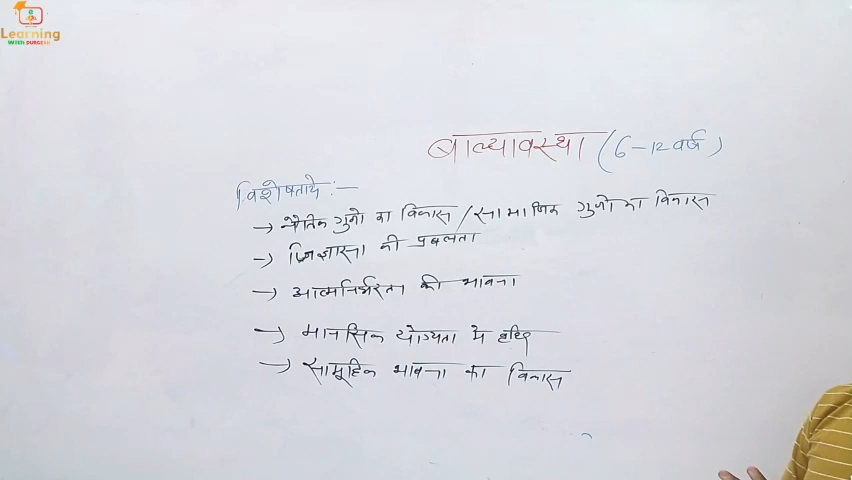 e
Learning
With DURGESH
बाल्यावस्था (6-12 वर्ष)
विशेषताये :-
→ नैतिक गुणो का विकास / सामाजिक गुणो का विकास
→ जिज्ञासा की प्रबलता
→ आत्मनिर्भरता की भावना
→ मानसिक योग्यता मे वृद्धि
→ सामूहिक भावना का विकास